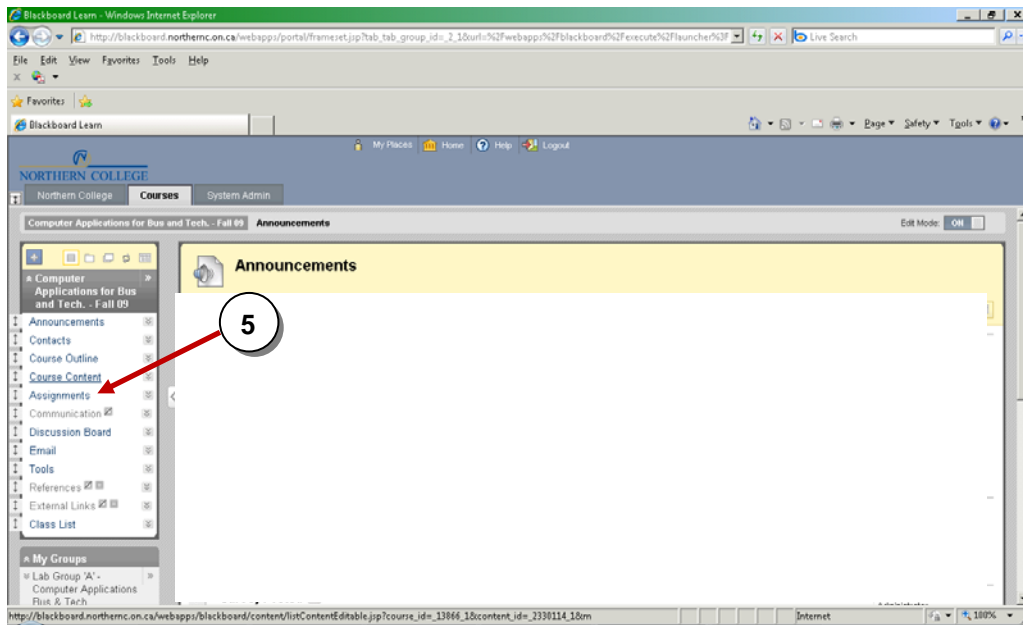 Blackboard Learn - Windows Internet Explorer
http://blackboard.northernc.on.ca/webapps/portal/frameset.jsp?tab_tab_group_id=_2_1&url=%2Fwebapps%2Fblackboard%2Fexecute%2Flauncher%3F
Live Search
File Edit View Favorites Tools Help
x
Favorites
Blackboard Learn
Page Safety Tools
My Places Home Help Logout
NORTHERN COLLEGE
Northern College Courses System Admin
Computer Applications for Bus and Tech. - Fall 09 Announcements
Edit Mode: ON
Announcements
Computer
Applications for Bus
and Tech. - Fall 09
5
Announcements
Contacts
Course Outline
Course Content
Assignments
Communication
Discussion Board
Email
Tools
References
External Links
Class List
My Groups
Lab Group 'A' -
Computer Applications
Bus & Tech
http://blackboard.northernc.on.ca/webapps/blackboard/content/listContentEditable.jsp?course_id=_13866_1&content_id=_2330114_1&m
Internet
100%